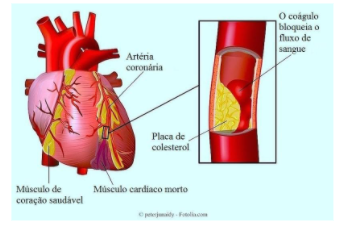 O coágulo
bloqueia o
fluxo de
sangue
Artéria
coronária
Placa de
colesterol
Músculo de
coração saudável
Músculo cardíaco morto
© peterjunaidy - Fotolia.com